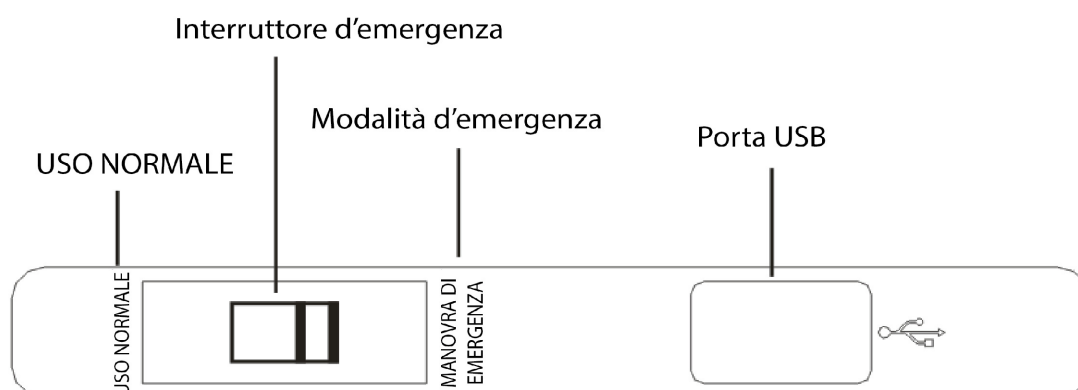 Interruttore d’emergenza
Modalità d’emergenza
Porta USB
USO NORMALE
USO NORMALE
MANOVRA DI
EMERGENZA